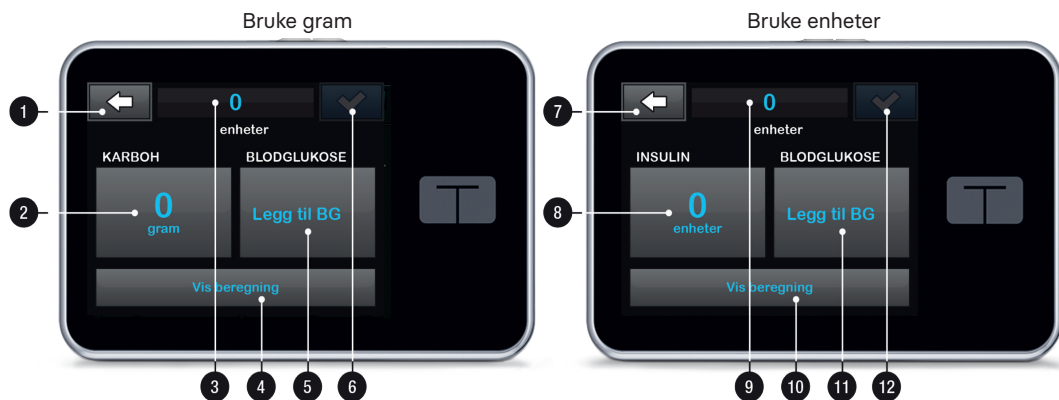 Bruke gram
Bruke enheter
1
0
enheter
KARBOH
BLODGLUKOSE
2
0
gram
Legg til BG
Vis beregning
3
4
5
6
7
0
enheter
INSULIN
BLODGLUKOSE
8
0
enheter
Legg til BG
Vis beregning
9
10
11
12